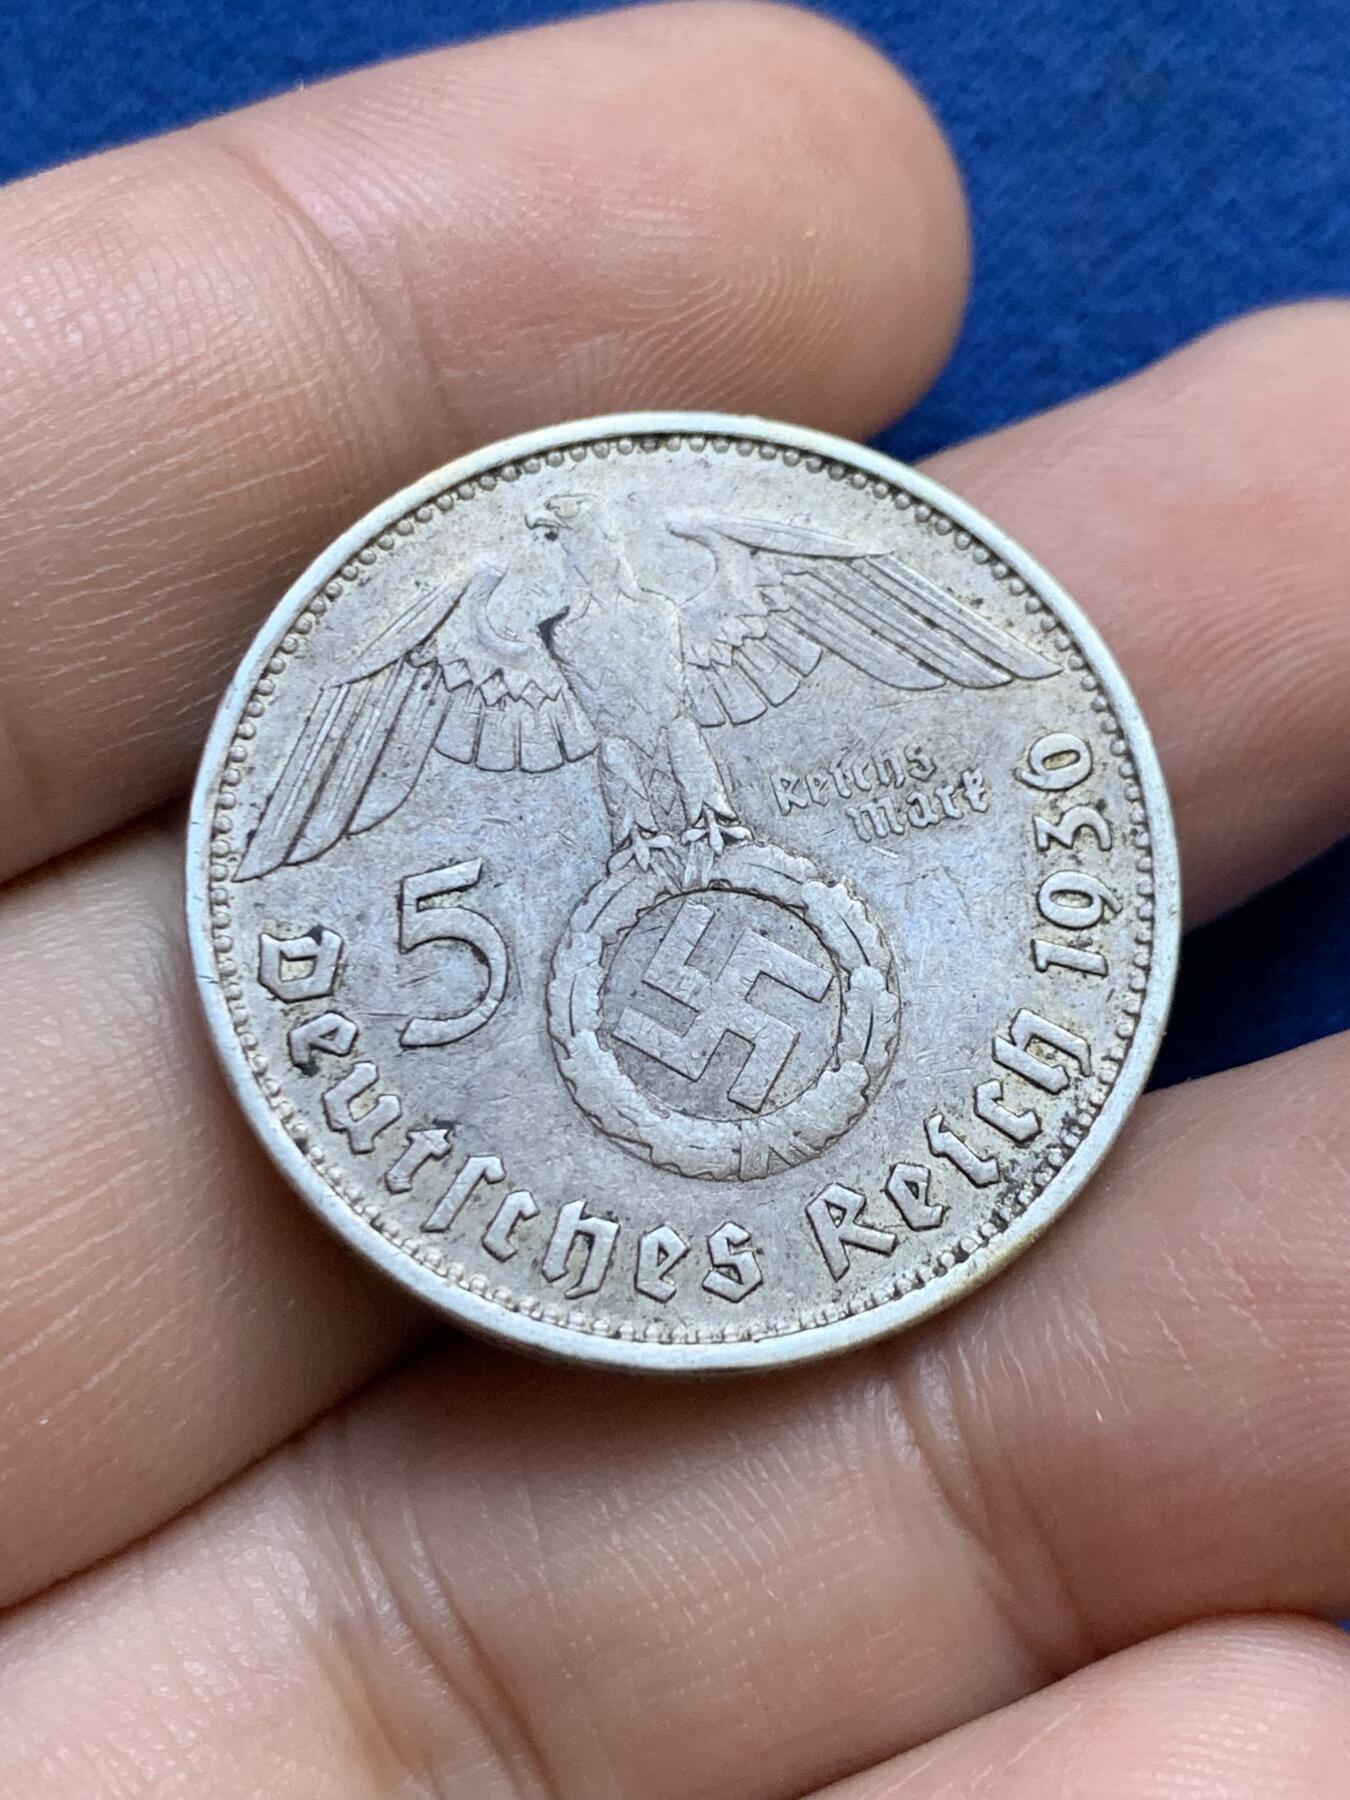 5
Reichs
Mark
Deutſches Reich 1936